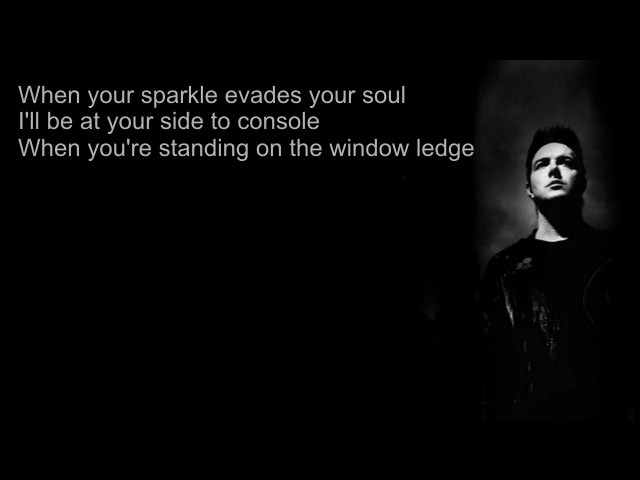 When your sparkle evades your soul
I'll be at your side to console
When you're standing on the window ledge